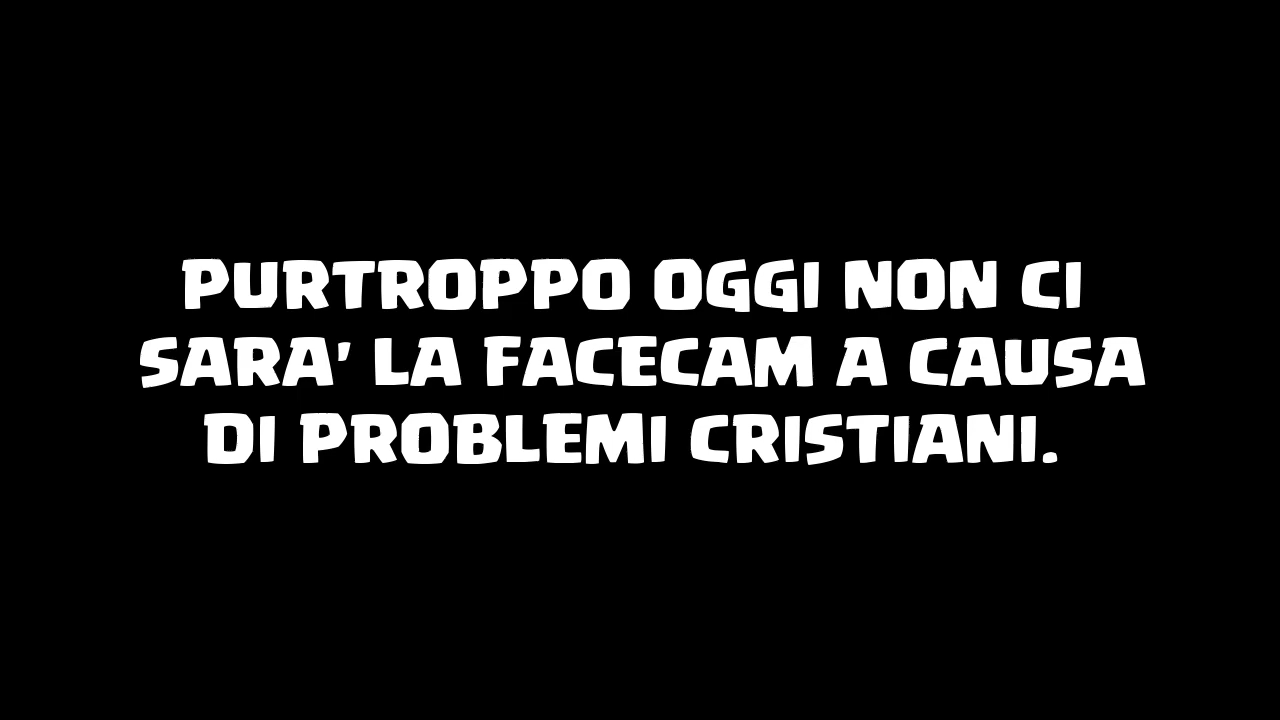 PURTROPPO OGGI NON CI
SARA' LA FACECAM A CAUSA
DI PROBLEMI CRISTIANI.